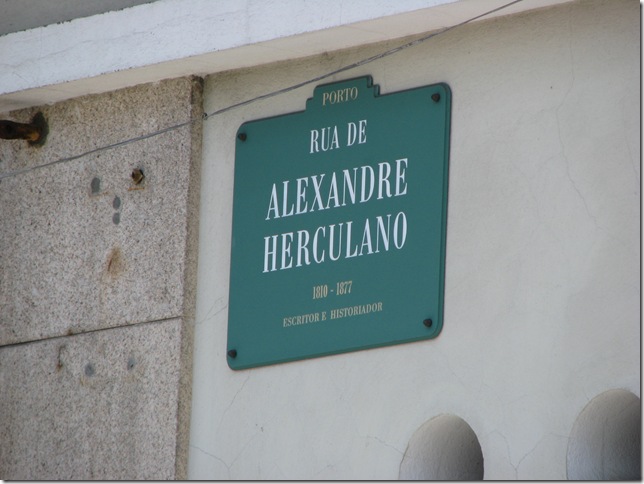 PORTO
RUA DE
ALEXANDRE
HERCULANO
1810 - 1877
ESCRITOR E HISTORIADOR